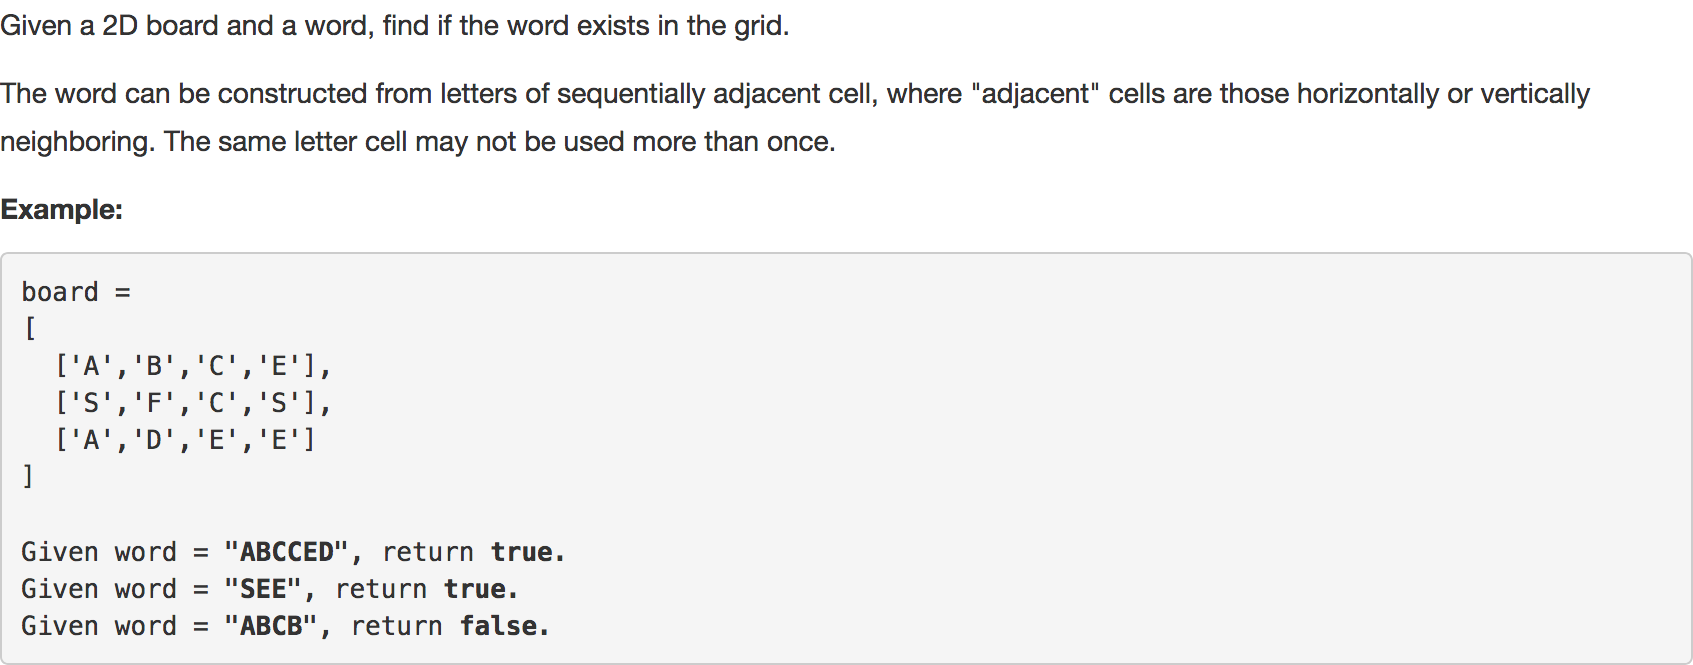 Given a 2D board and a word, find if the word exists in the grid.
The word can be constructed from letters of sequentially adjacent cell, where "adjacent" cells are those horizontally or vertically
neighboring. The same letter cell may not be used more than once.
Example:
board =
[
  ['A','B','C','E'],
  ['S','F','C','S'],
  ['A','D','E','E']
]
Given word = "ABCCED", return true.
Given word = "SEE", return true.
Given word = "ABCB", return false.